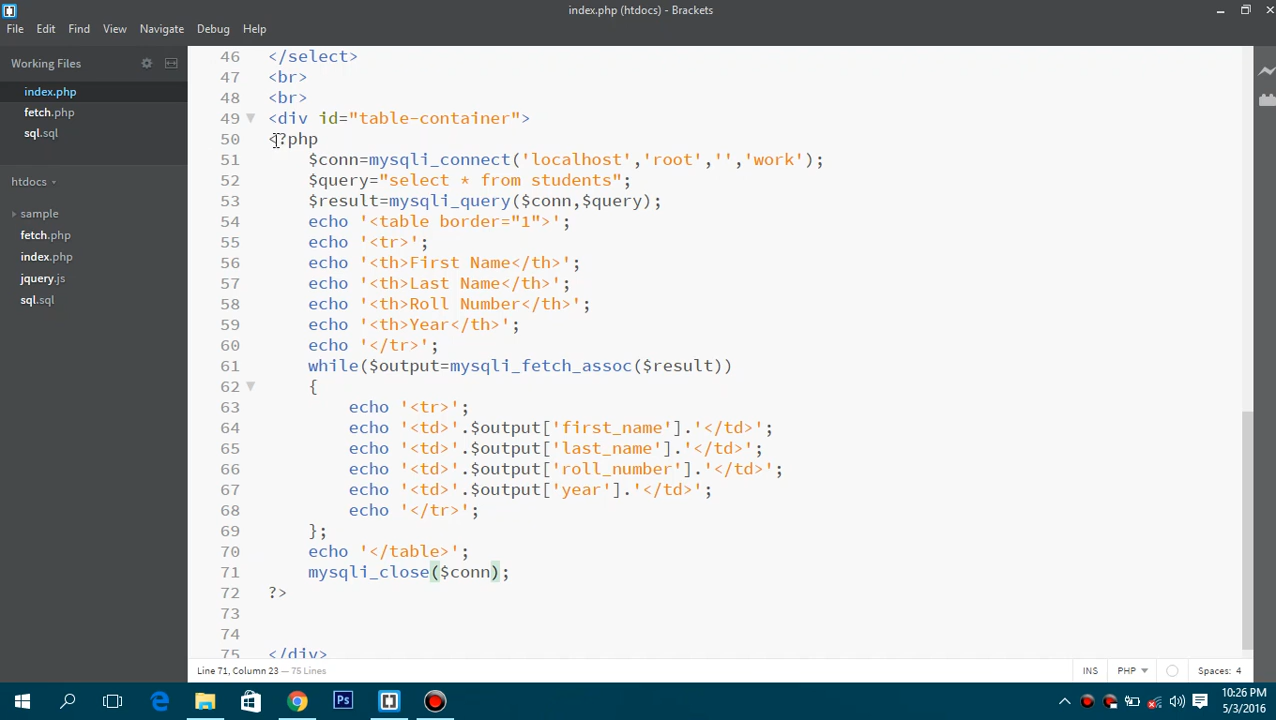 index.php (htdocs) - Brackets
File Edit Find View Navigate Debug Help
Working Files
index.php
fetch.php
sql.sql
htdocs
sample
fetch.php
index.php
jquery.js
sql.sql
46 </select>
47 <br>
48 <br>
49 <div id="table-container">
50 <?php
51 $conn=mysqli_connect('localhost','root','','work');
52 $query="select * from students";
53 $result=mysqli_query($conn,$query);
54 echo '<table border="1">';
55 echo '<tr>';
56 echo '<th>First Name</th>';
57 echo '<th>Last Name</th>';
58 echo '<th>Roll Number</th>';
59 echo '<th>Year</th>';
60 echo '</tr>';
61 while($output=mysqli_fetch_assoc($result))
62 {
63 echo '<tr>';
64 echo '<td>'.$output['first_name'].'</td>';
65 echo '<td>'.$output['last_name'].'</td>';
66 echo '<td>'.$output['roll_number'].'</td>';
67 echo '<td>'.$output['year'].'</td>';
68 echo '</tr>';
69 };
70 echo '</table>';
71 mysqli_close($conn);
72 ?>
73
74
75 </div>
Line 71, Column 23 — 75 Lines
INS PHP Spaces: 4
Ps
10:26 PM
5/3/2016